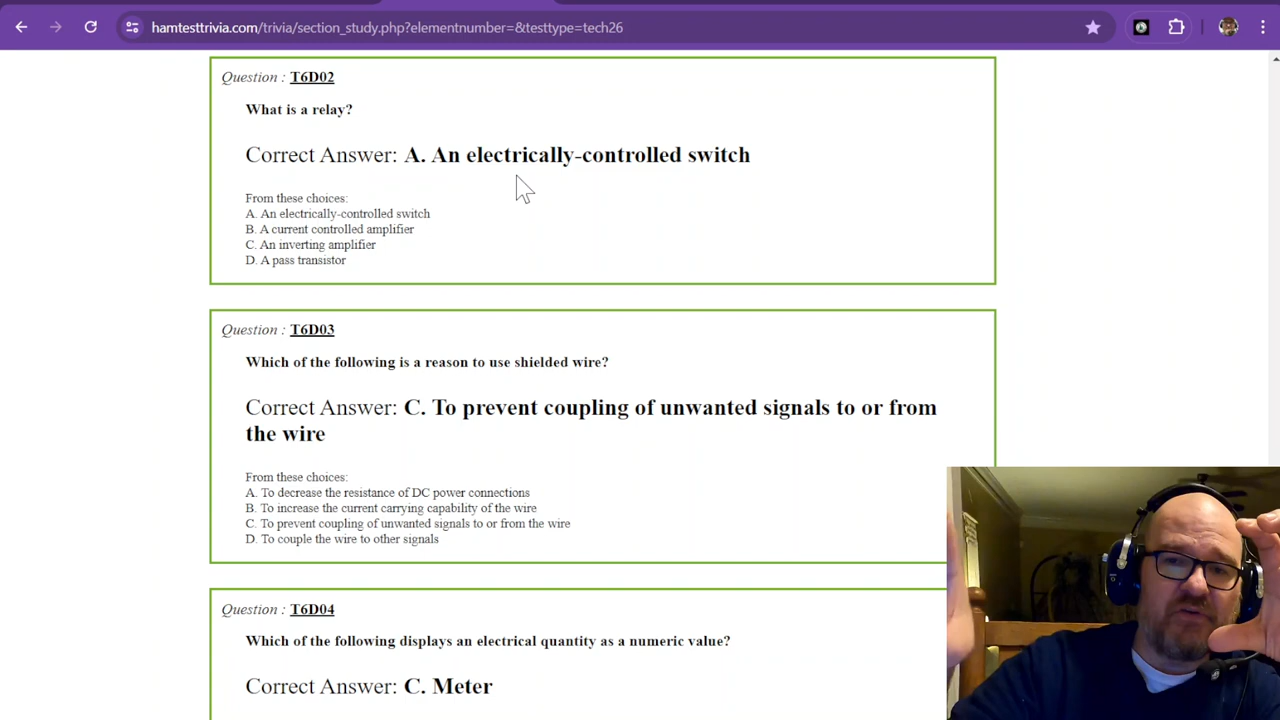 hamtesttrivia.com/trivia/section_study.php?elementnumber=&testtype=tech26
Question : T6D02
What is a relay?
Correct Answer: A. An electrically-controlled switch
From these choices:
A. An electrically-controlled switch
B. A current controlled amplifier
C. An inverting amplifier
D. A pass transistor
Question : T6D03
Which of the following is a reason to use shielded wire?
Correct Answer: C. To prevent coupling of unwanted signals to or from
the wire
From these choices:
A. To decrease the resistance of DC power connections
B. To increase the current carrying capability of the wire
C. To prevent coupling of unwanted signals to or from the wire
D. To couple the wire to other signals
Question : T6D04
Which of the following displays an electrical quantity as a numeric value?
Correct Answer: C. Meter